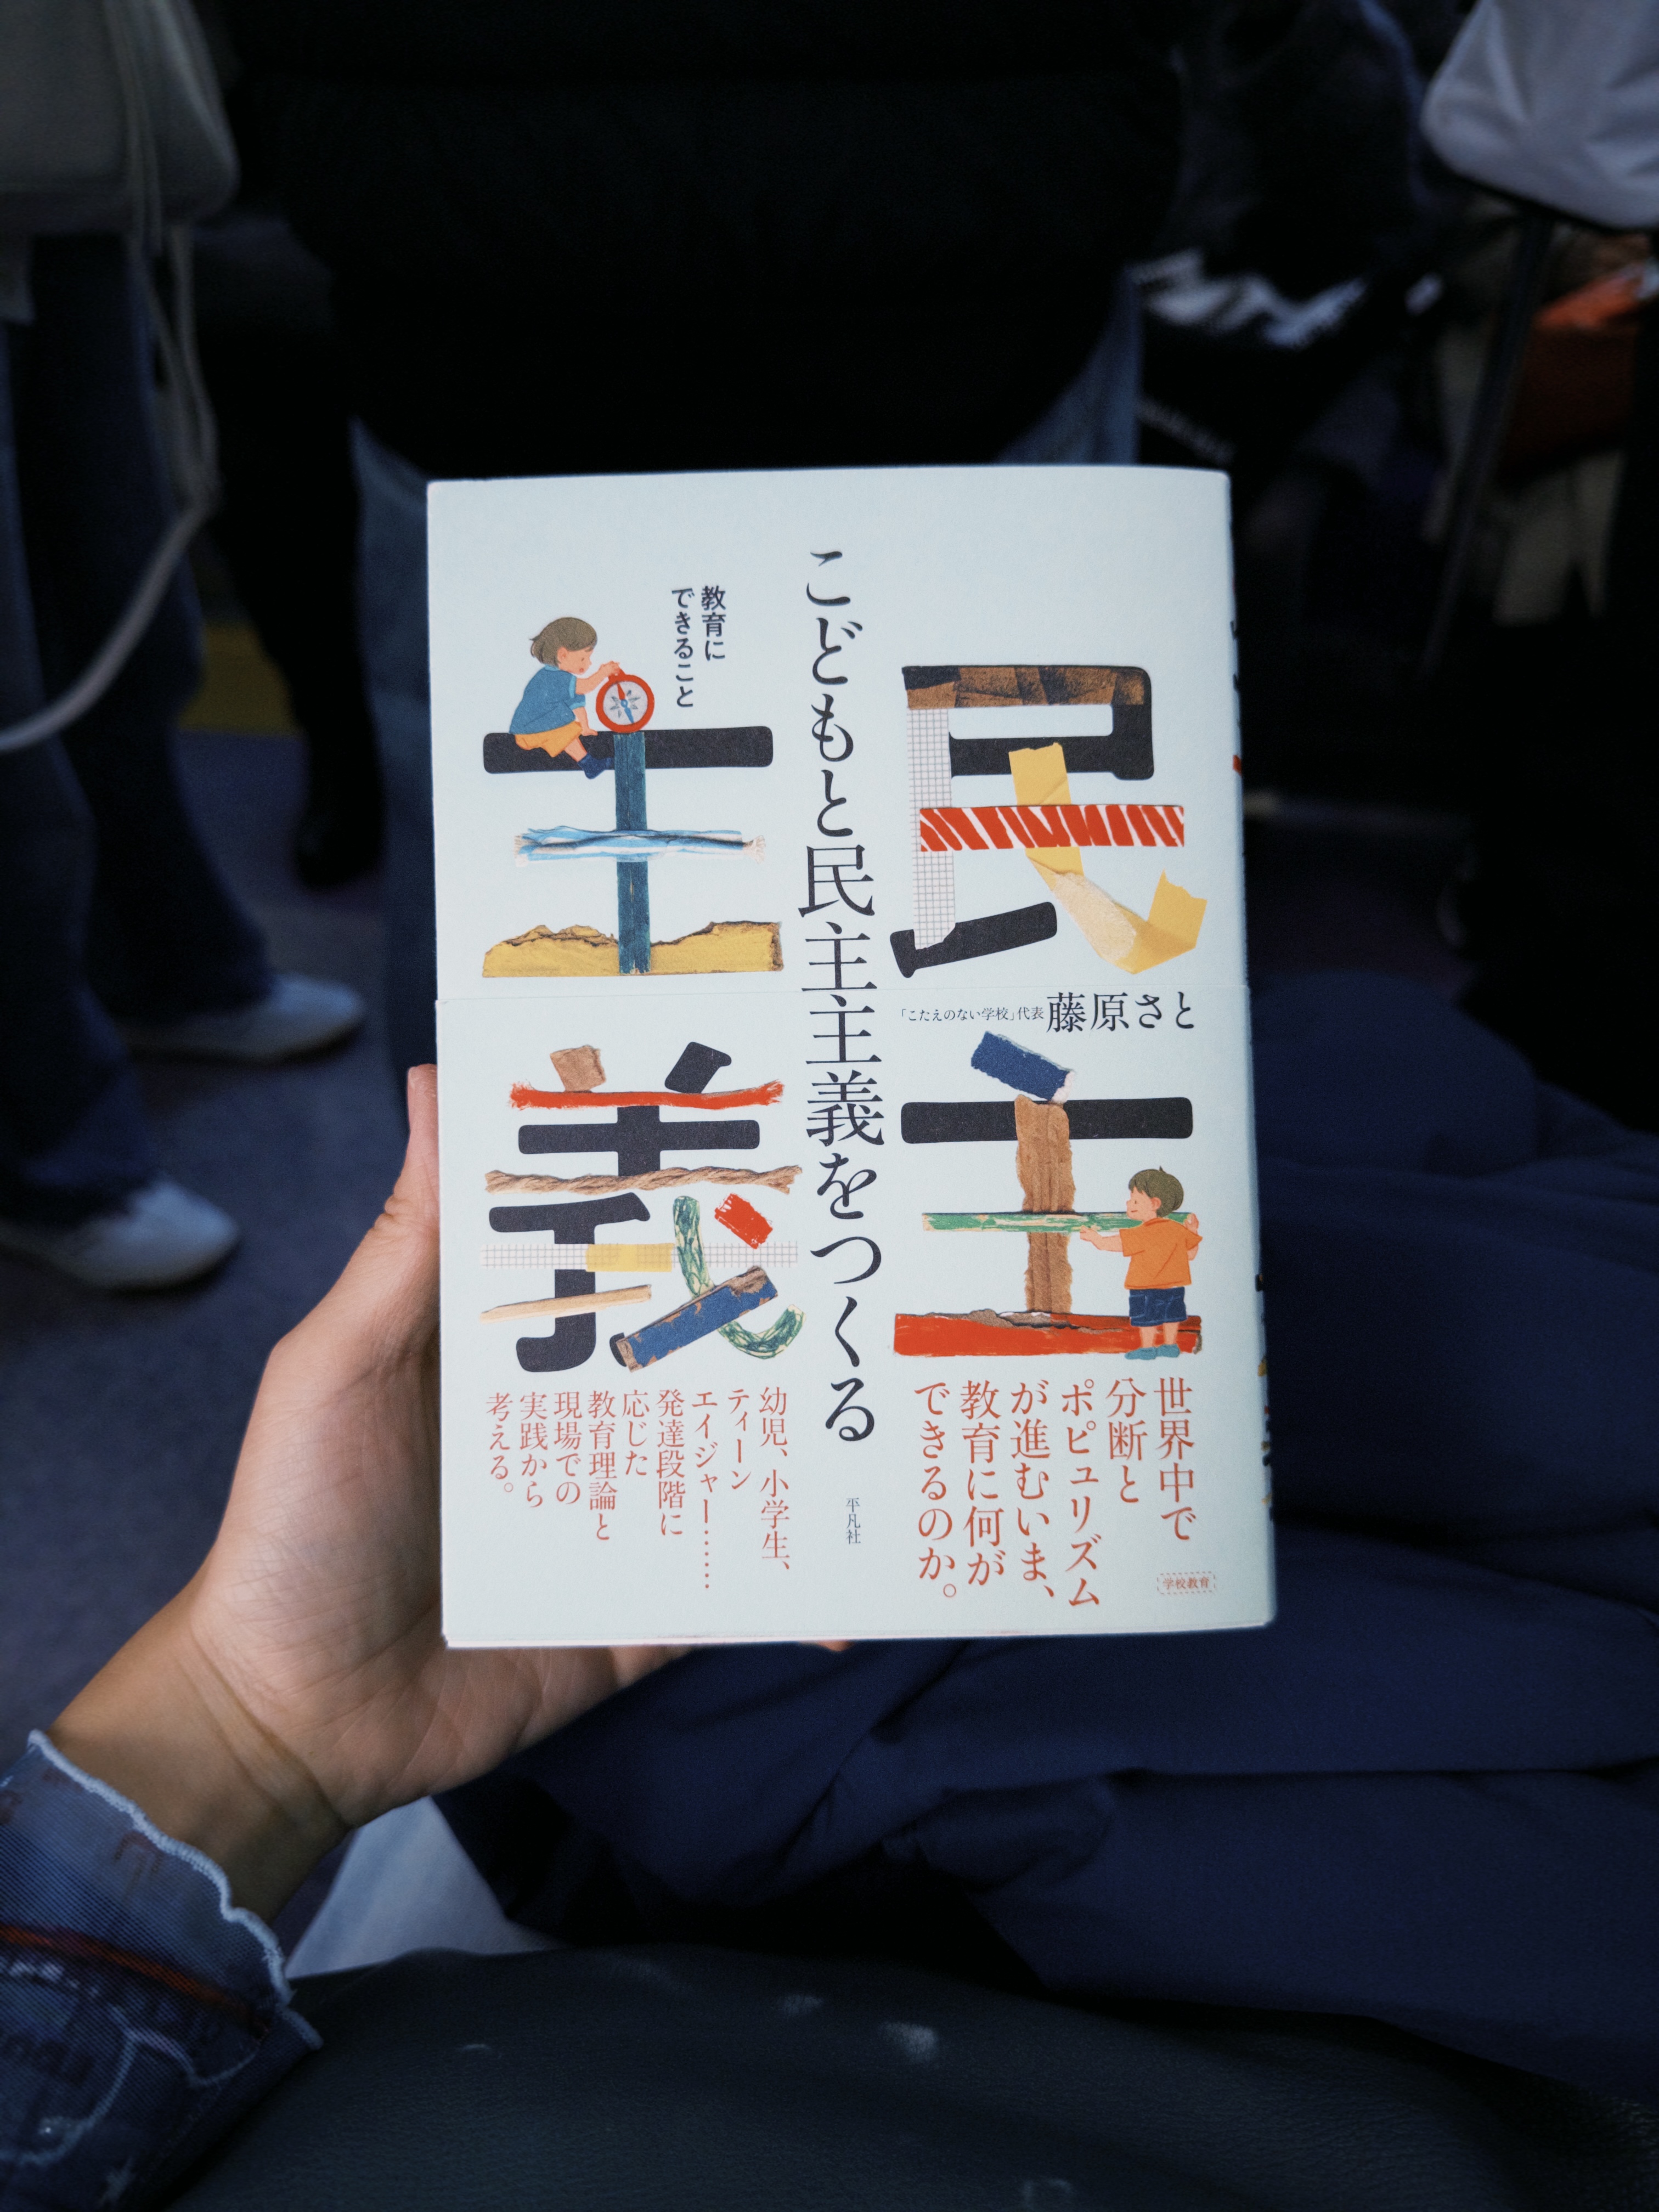 こどもと民主主義をつくる
教育に
できること
民主
主義
「こたえのない学校」代表 藤原さと
世界中で
分断と
ポピュリズム
が進むいま、
教育に何が
できるのか。
幼児、小学生、
ティーン
エイジャー……
発達段階に
応じた
教育理論と
現場での
実践から
考える。
平凡社
学校教育